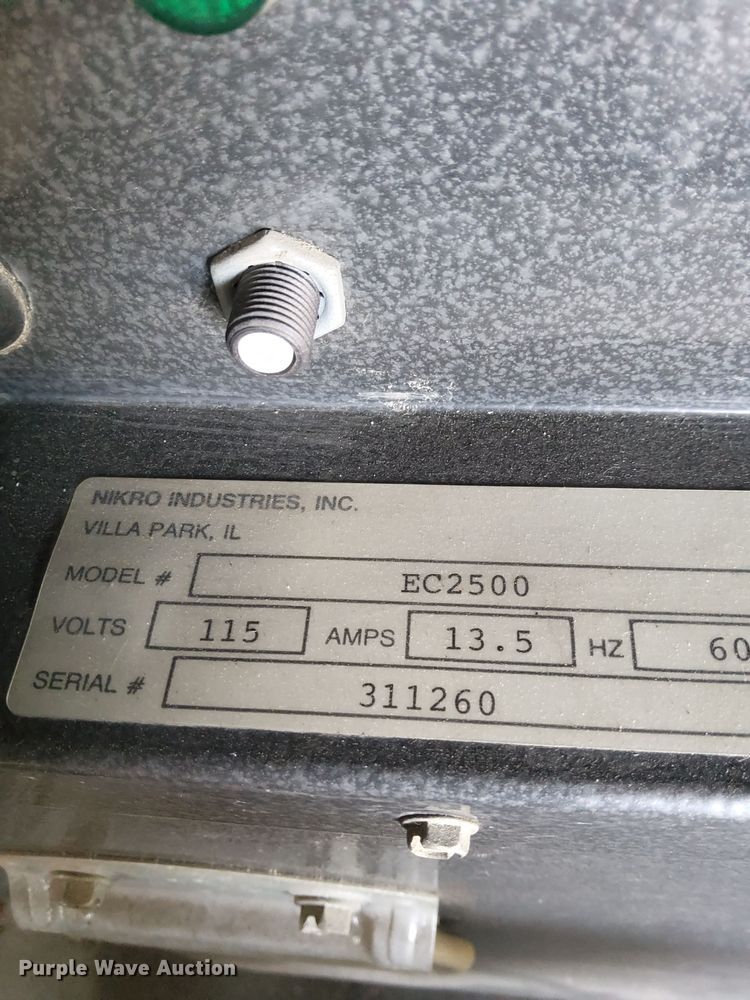 NIKRO INDUSTRIES, INC.
VILLA PARK, IL
MODEL # EC2500
VOLTS 115 AMPS 13.5 HZ 60
SERIAL # 311260
Purple Wave Auction